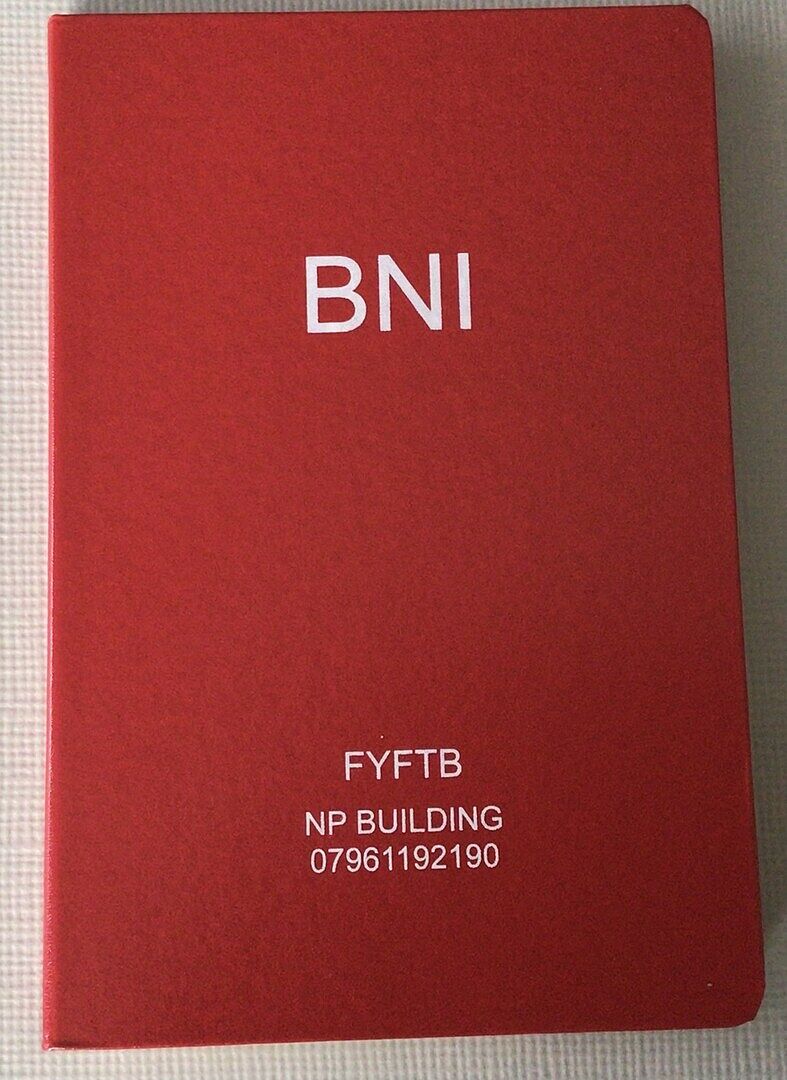 BNI
FYFTB
NP BUILDING
07961192190